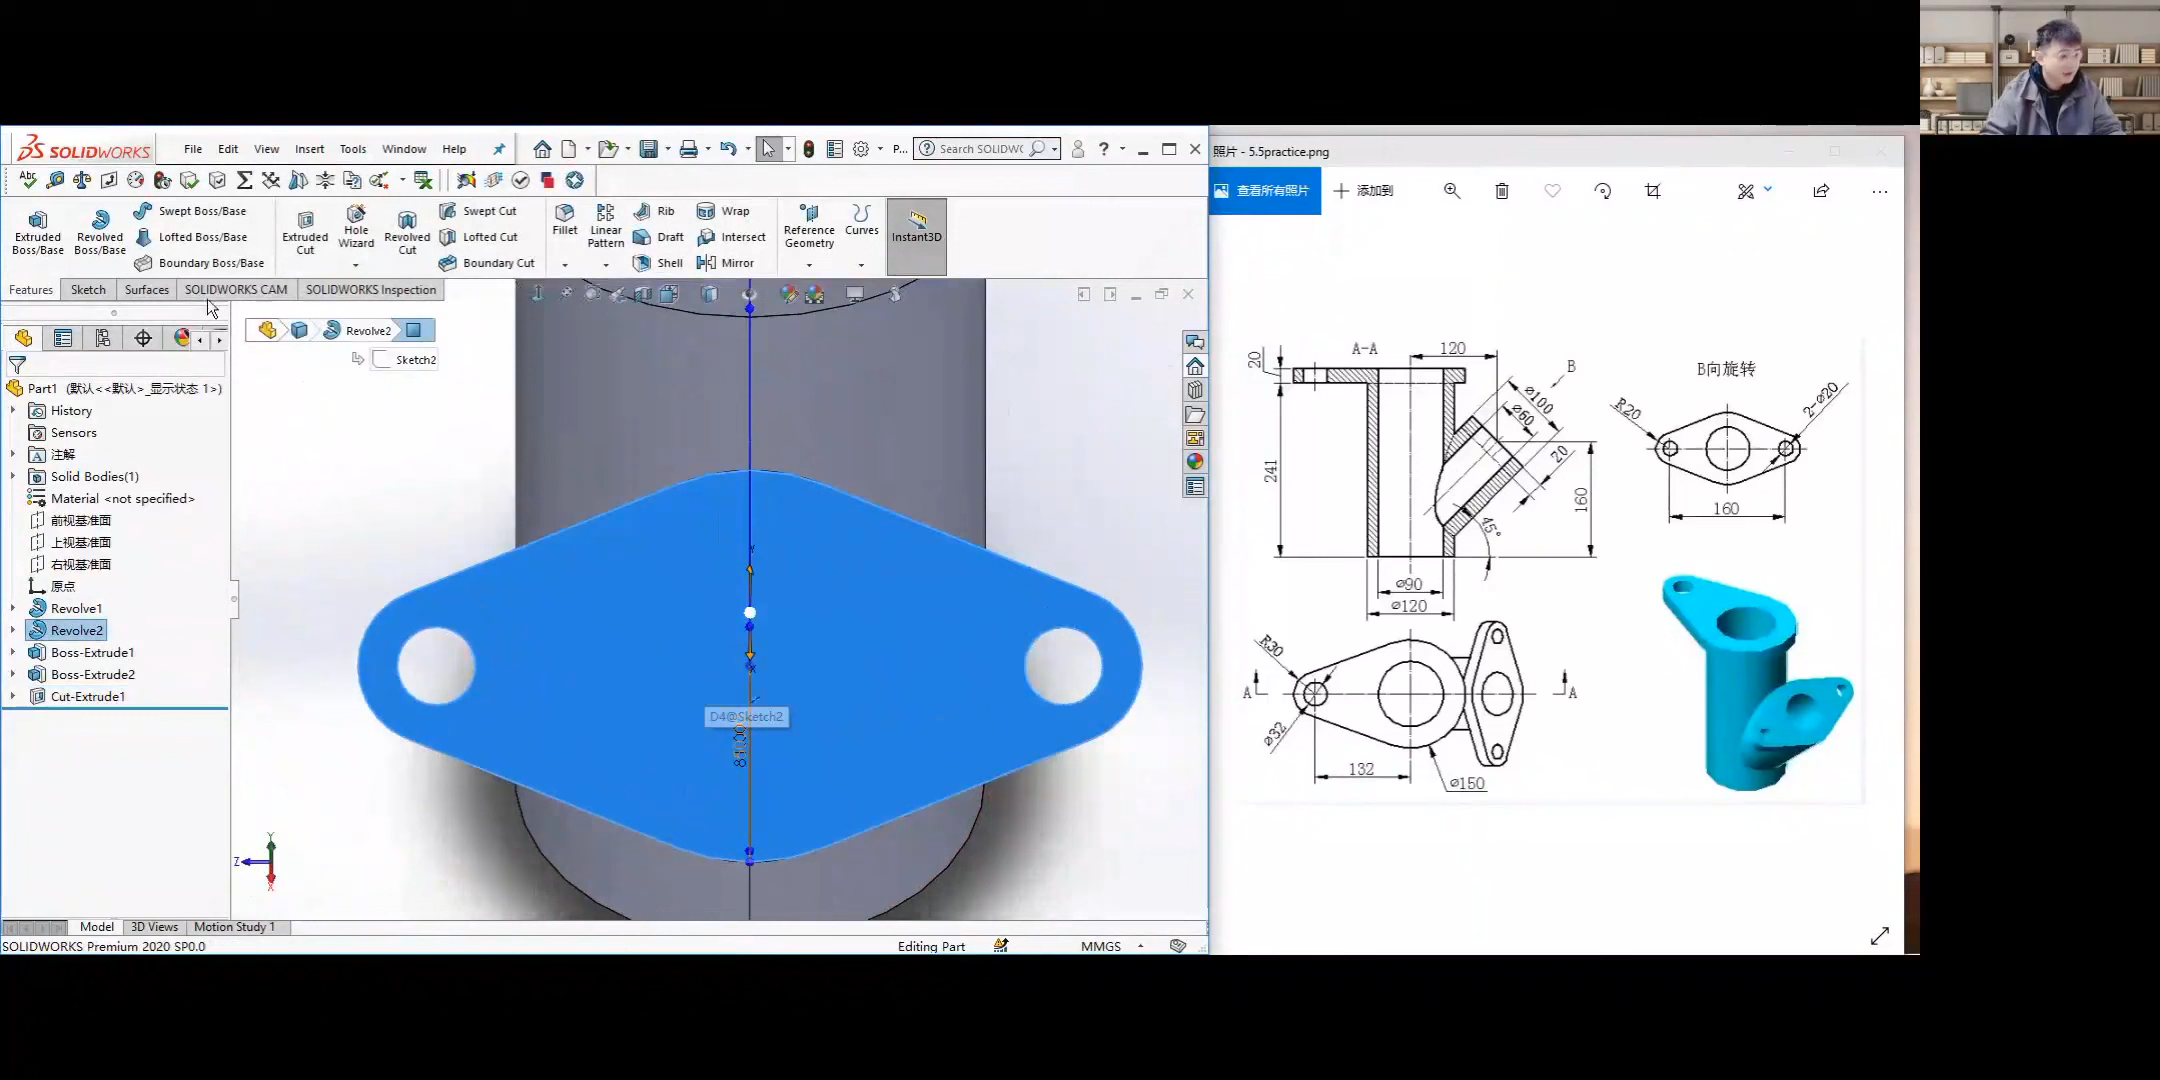 SOLIDWORKS
File Edit View Insert Tools Window Help
P...
Search SOLIDWC
?
Abc
Extruded Boss/Base
Revolved Boss/Base
Swept Boss/Base
Lofted Boss/Base
Boundary Boss/Base
Extruded Cut
Hole Wizard
Revolved Cut
Swept Cut
Lofted Cut
Boundary Cut
Fillet
Linear Pattern
Rib
Draft
Shell
Wrap
Intersect
Mirror
Reference Geometry
Curves
Instant3D
Features
Sketch
Surfaces
SOLIDWORKS CAM
SOLIDWORKS Inspection
Revolve2
Sketch2
Part1 (默认<<默认>_显示状态 1>)
History
Sensors
注解
Solid Bodies(1)
Material <not specified>
前视基准面
上视基准面
右视基准面
原点
Revolve1
Revolve2
Boss-Extrude1
Boss-Extrude2
Cut-Extrude1
D4@Sketch2
Y
Z
X
Model
3D Views
Motion Study 1
SOLIDWORKS Premium 2020 SP0.0
Editing Part
MMGS
照片 - 5.5practice.png
查看所有照片
添加到
20
A-A
120
B
⌀100
⌀60
20
241
160
45°
⌀90
⌀120
B向旋转
R20
2-⌀20
160
R30
A
A
⌀32
132
⌀150